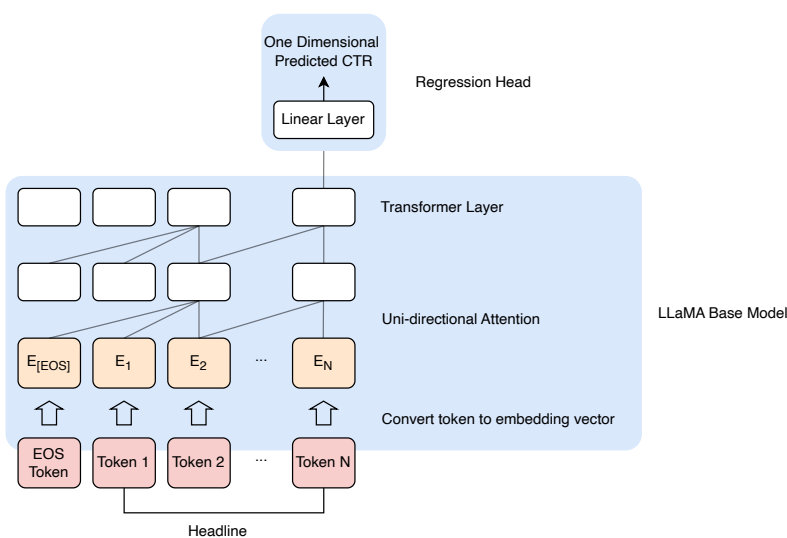 One Dimensional
Predicted CTR
Regression Head
Linear Layer
Transformer Layer
Uni-directional Attention
LLaMA Base Model
E[EOS] E1 E2 ... EN
Convert token to embedding vector
EOS
Token
Token 1 Token 2 ... Token N
Headline